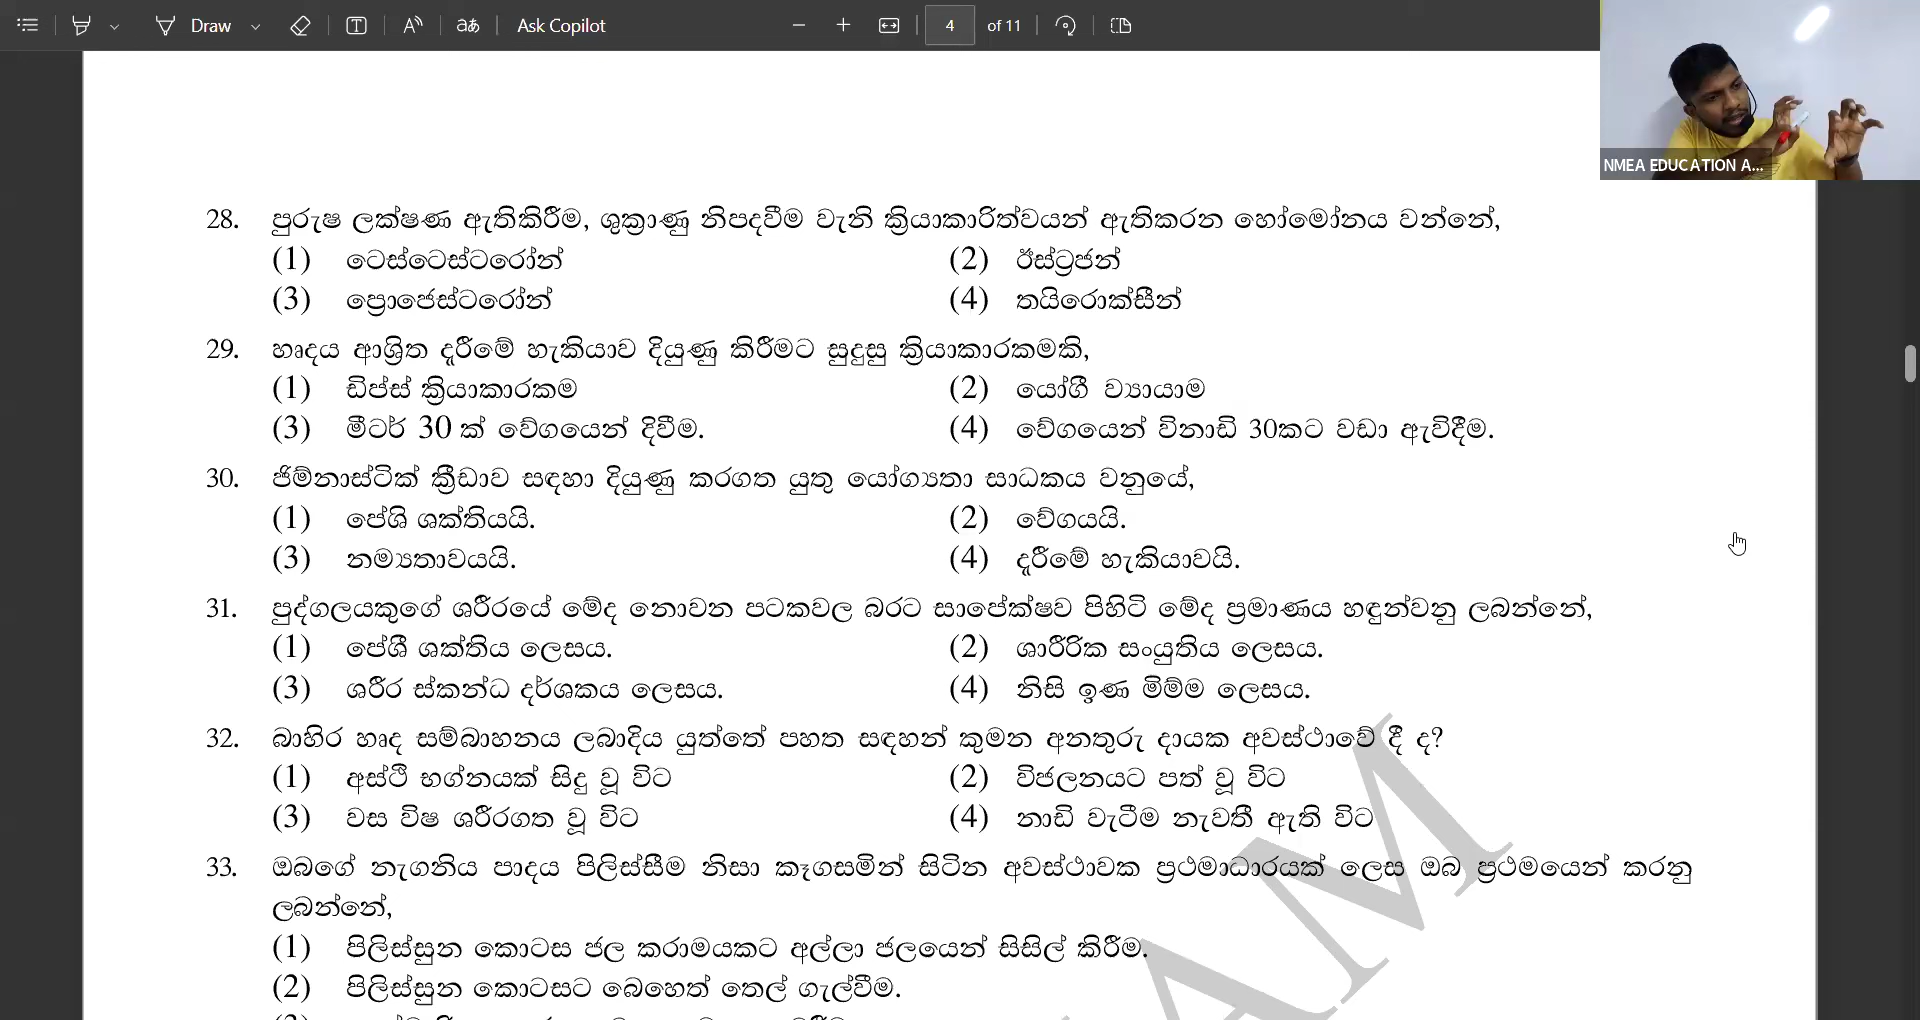 Draw
Ask Copilot
4 of 11
NMEA EDUCATION A...
28. පුරුෂ ලක්ෂණ ඇතිකිරීම, ශුක්‍රාණු නිපදවීම වැනි ක්‍රියාකාරිත්වයන් ඇතිකරන හෝමෝනය වන්නේ,
(1) ටෙස්ටෙස්ටරෝන් (2) ඊස්ට්‍රජන්
(3) ප්‍රොජෙස්ටරෝන් (4) තයිරොක්සීන්
29. හෘදය ආශ්‍රිත දැරීමේ හැකියාව දියුණු කිරීමට සුදුසු ක්‍රියාකාරකමකි,
(1) ඩිප්ස් ක්‍රියාකාරකම (2) යෝගී ව්‍යායාම
(3) මීටර් 30 ක් වේගයෙන් දිවීම. (4) වේගයෙන් විනාඩි 30කට වඩා ඇවිදීම.
30. ජිම්නාස්ටික් ක්‍රීඩාව සඳහා දියුණු කරගත යුතු යෝග්‍යතා සාධකය වනුයේ,
(1) පේශි ශක්තියයි. (2) වේගයයි.
(3) නම්‍යතාවයයි. (4) දැරීමේ හැකියාවයි.
31. පුද්ගලයකුගේ ශරීරයේ මේද නොවන පටකවල බරට සාපේක්ෂව පිහිටි මේද ප්‍රමාණය හඳුන්වනු ලබන්නේ,
(1) පේශී ශක්තිය ලෙසය. (2) ශාරීරික සංයුතිය ලෙසය.
(3) ශරීර ස්කන්ධ දර්ශකය ලෙසය. (4) නිසි ඉණ මිම්ම ලෙසය.
32. බාහිර හෘද සම්බාහනය ලබාදිය යුත්තේ පහත සඳහන් කුමන අනතුරු දායක අවස්ථාවේ දී ද?
(1) අස්ථි භග්නයක් සිදු වූ විට (2) විජලනයට පත් වූ විට
(3) වස විෂ ශරීරගත වූ විට (4) නාඩි වැටීම නැවතී ඇති විට
33. ඔබගේ නැගනිය පාදය පිලිස්සීම නිසා කෑගසමින් සිටින අවස්ථාවක ප්‍රථමාධාරයක් ලෙස ඔබ ප්‍රථමයෙන් කරනු
ලබන්නේ,
(1) පිලිස්සුන කොටස ජල කරාමයකට අල්ලා ජලයෙන් සිසිල් කිරීම.
(2) පිලිස්සුන කොටසට බෙහෙත් තෙල් ගැල්වීම.